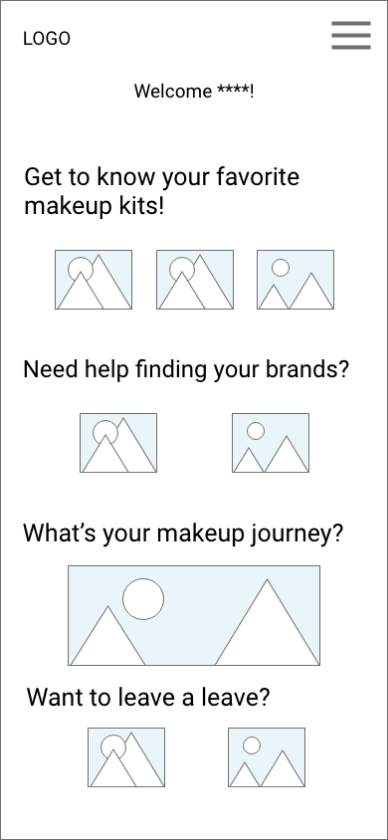 LOGO
Welcome ****!
Get to know your favorite
makeup kits!
Need help finding your brands?
What’s your makeup journey?
Want to leave a leave?